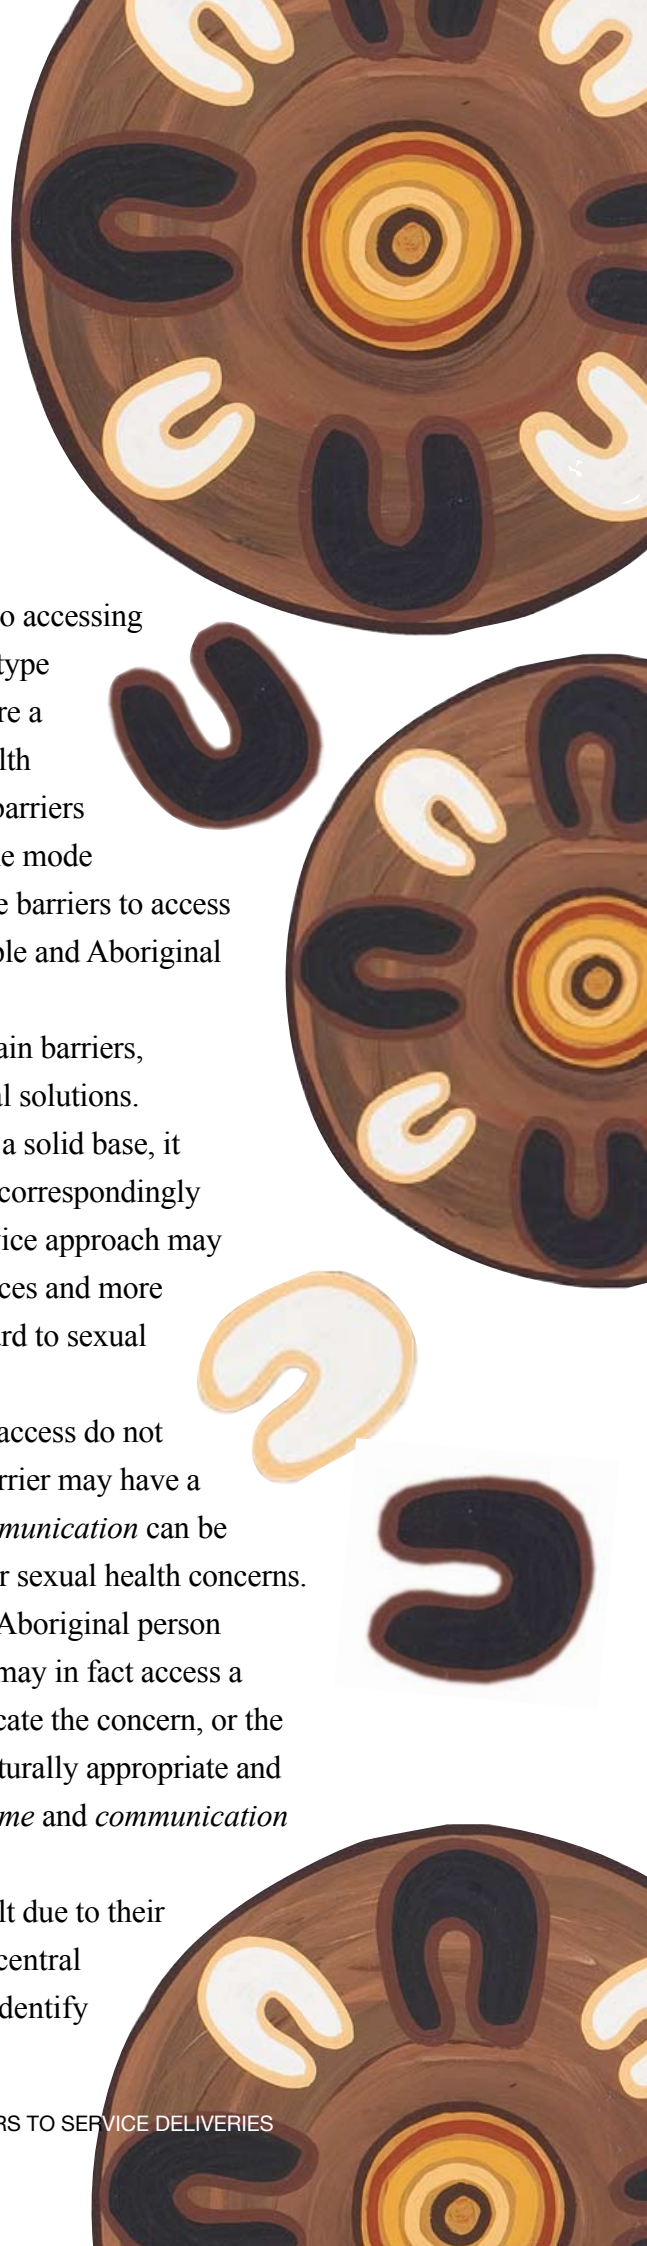 o accessing
type
re a
lth
barriers
e mode
e barriers to access
ple and Aboriginal
ain barriers,
al solutions.
a solid base, it
correspondingly
vice approach may
ces and more
ard to sexual
access do not
rrier may have a
munication can be
r sexual health concerns.
Aboriginal person
may in fact access a
cate the concern, or the
turally appropriate and
me and communication
lt due to their
central
dentify
RS TO SERVICE DELIVERIES